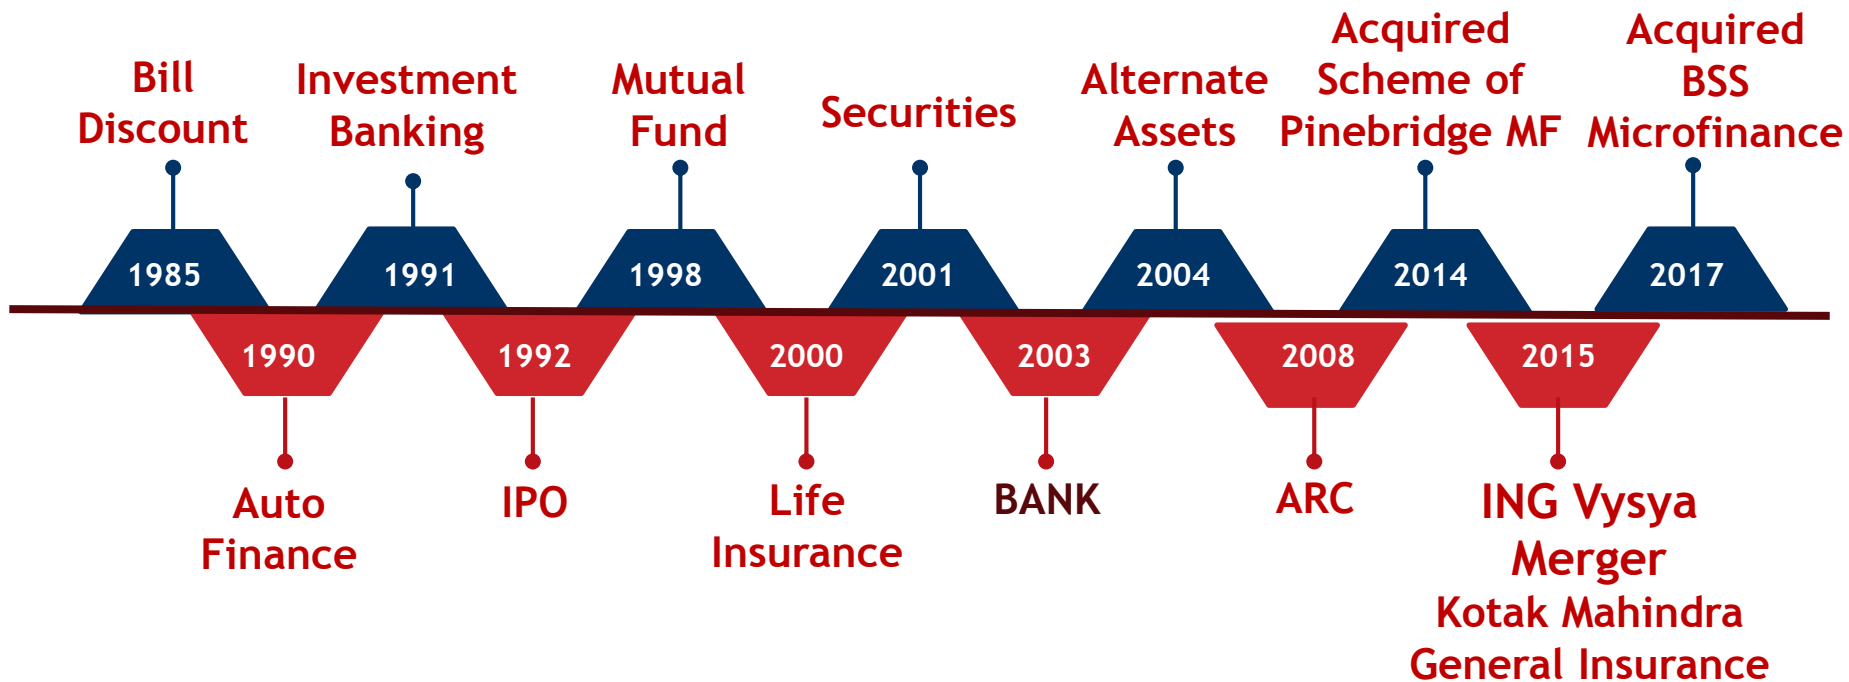 Bill
Discount
Investment
Banking
Mutual
Fund
Securities
Alternate
Assets
Acquired
Scheme of
Pinebridge MF
Acquired
BSS
Microfinance
1985
1991
1998
2001
2004
2014
2017
1990
1992
2000
2003
2008
2015
Auto
Finance
IPO
Life
Insurance
BANK
ARC
ING Vysya
Merger
Kotak Mahindra
General Insurance